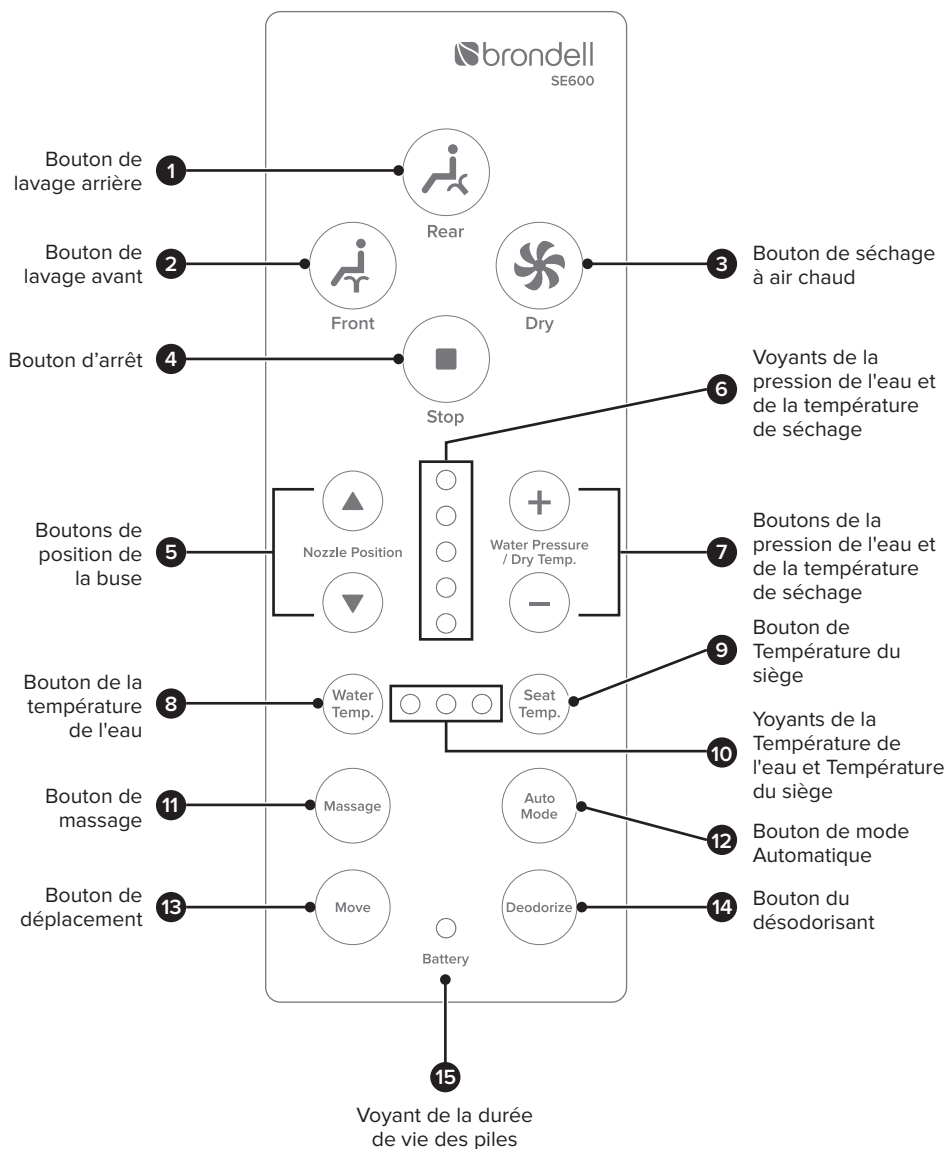 brondell
SE600
Bouton de
lavage arrière
1
Rear
Bouton de
lavage avant
2
Front
3
Bouton de séchage
à air chaud
Dry
Bouton d'arrêt
4
Stop
6
Voyants de la
pression de l'eau et
de la température
de séchage
Boutons de
position de
la buse
5
Nozzle Position
Water Pressure
/ Dry Temp.
7
Boutons de la
pression de l'eau et
de la température
de séchage
Bouton de la
température
de l'eau
8
Water
Temp.
Seat
Temp.
9
Bouton de
Température du
siège
10
Yoyants de la
Température de
l'eau et Température
du siège
Bouton de
massage
11
Massage
Auto
Mode
12
Bouton de mode
Automatique
Bouton de
déplacement
13
Move
Deodorize
14
Bouton du
désodorisant
Battery
15
Voyant de la durée
de vie des piles